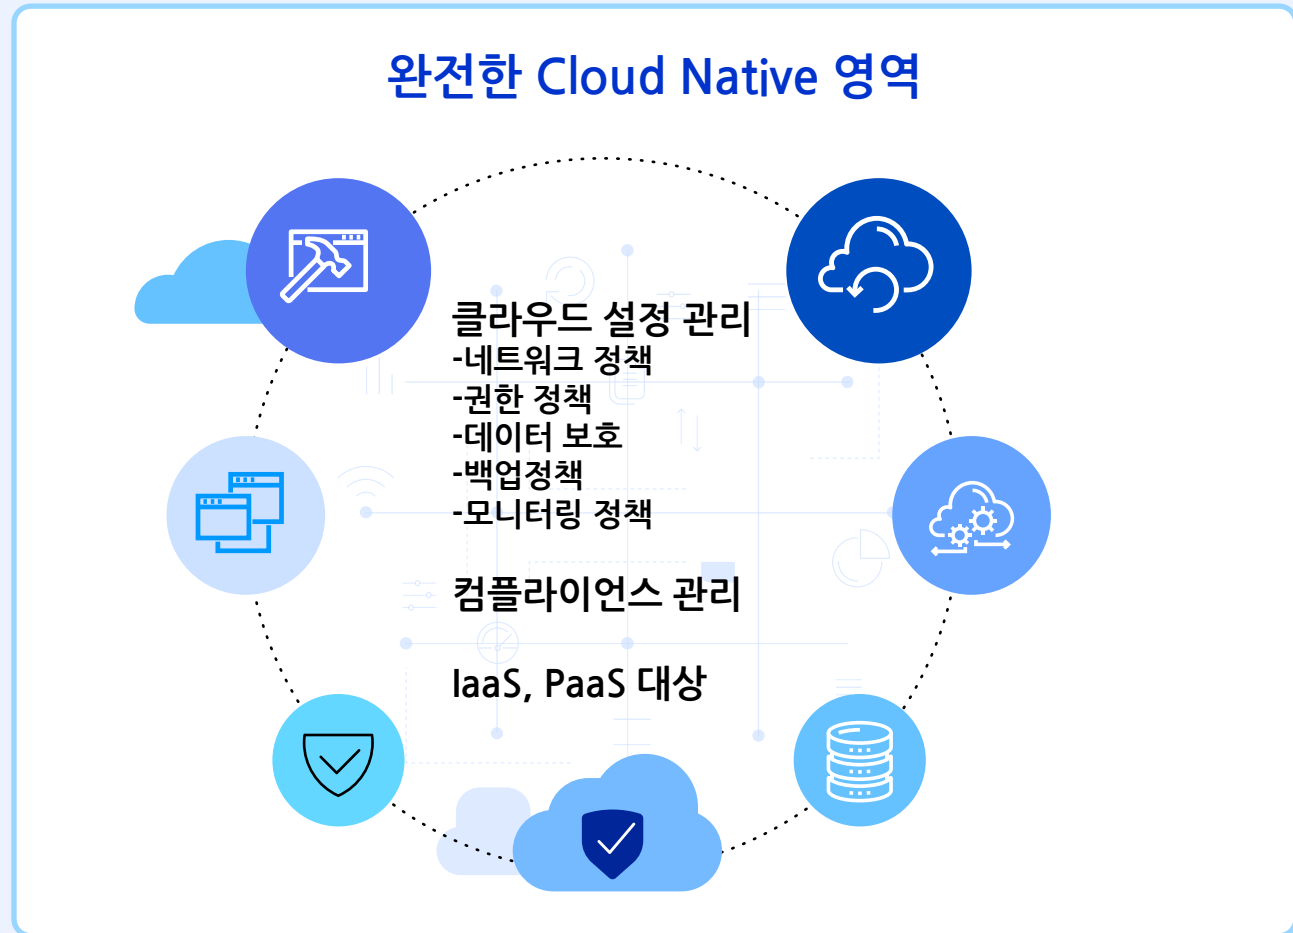 완전한 Cloud Native 영역
클라우드 설정 관리
-네트워크 정책
-권한 정책
-데이터 보호
-백업정책
-모니터링 정책
컴플라이언스 관리
IaaS, PaaS 대상